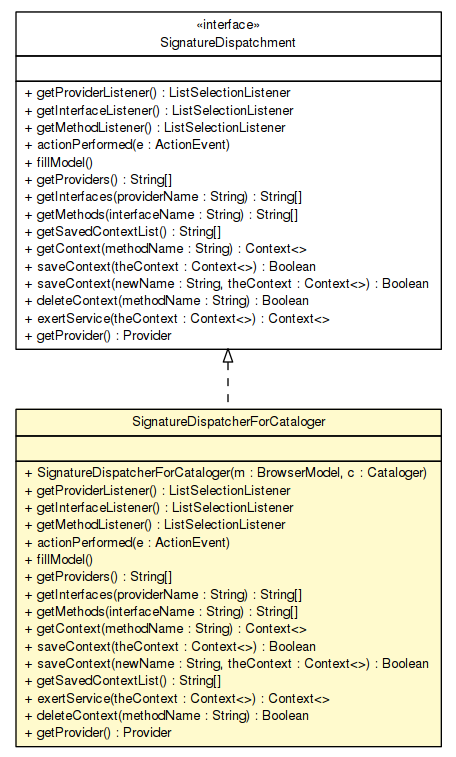 «interface»
SignatureDispatchment
+ getProviderListener() : ListSelectionListener
+ getInterfaceListener() : ListSelectionListener
+ getMethodListener() : ListSelectionListener
+ actionPerformed(e : ActionEvent)
+ fillModel()
+ getProviders() : String[]
+ getInterfaces(providerName : String) : String[]
+ getMethods(interfaceName : String) : String[]
+ getSavedContextList() : String[]
+ getContext(methodName : String) : Context<>
+ saveContext(theContext : Context<>) : Boolean
+ saveContext(newName : String, theContext : Context<>) : Boolean
+ deleteContext(methodName : String) : Boolean
+ exertService(theContext : Context<>) : Context<>
+ getProvider() : Provider
SignatureDispatcherForCataloger
+ SignatureDispatcherForCataloger(m : BrowserModel, c : Cataloger)
+ getProviderListener() : ListSelectionListener
+ getInterfaceListener() : ListSelectionListener
+ getMethodListener() : ListSelectionListener
+ actionPerformed(e : ActionEvent)
+ fillModel()
+ getProviders() : String[]
+ getInterfaces(providerName : String) : String[]
+ getMethods(interfaceName : String) : String[]
+ getContext(methodName : String) : Context<>
+ saveContext(theContext : Context<>) : Boolean
+ saveContext(newName : String, theContext : Context<>) : Boolean
+ getSavedContextList() : String[]
+ exertService(theContext : Context<>) : Context<>
+ deleteContext(methodName : String) : Boolean
+ getProvider() : Provider